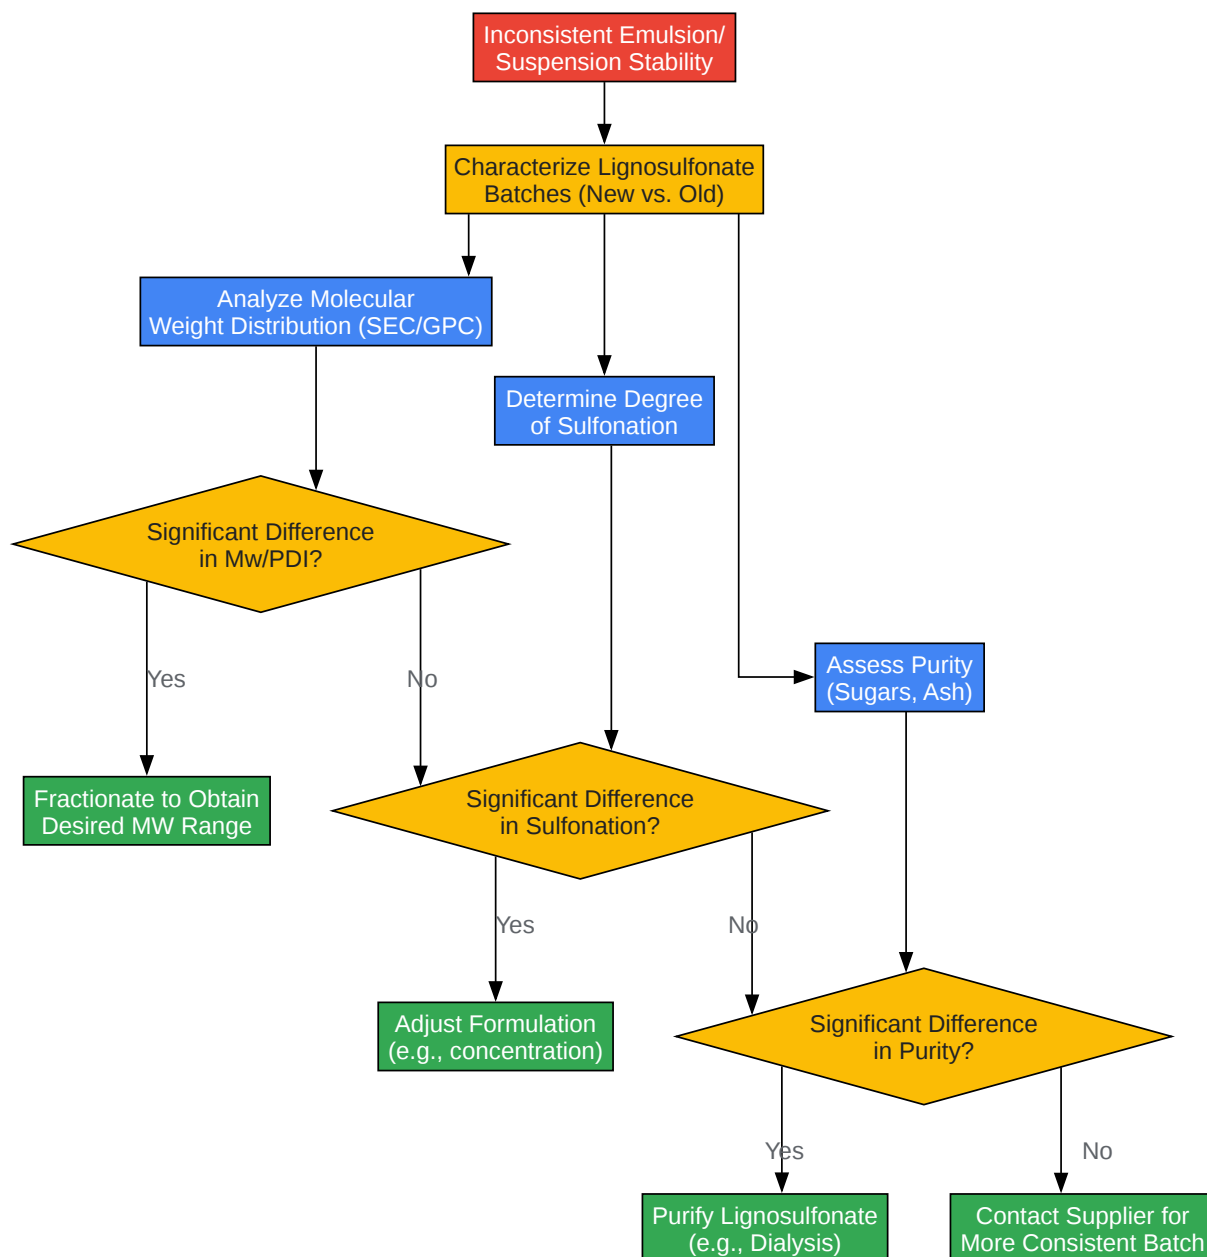 Inconsistent Emulsion/
Suspension Stability
Characterize Lignosulfonate
Batches (New vs. Old)
Analyze Molecular
Weight Distribution (SEC/GPC)
Determine Degree
of Sulfonation
Significant Difference
in Mw/PDI?
Assess Purity
(Sugars, Ash)
Yes
No
Fractionate to Obtain
Desired MW Range
Significant Difference
in Sulfonation?
Yes
No
Adjust Formulation
(e.g., concentration)
Significant Difference
in Purity?
Yes
No
Purify Lignosulfonate
(e.g., Dialysis)
Contact Supplier for
More Consistent Batch